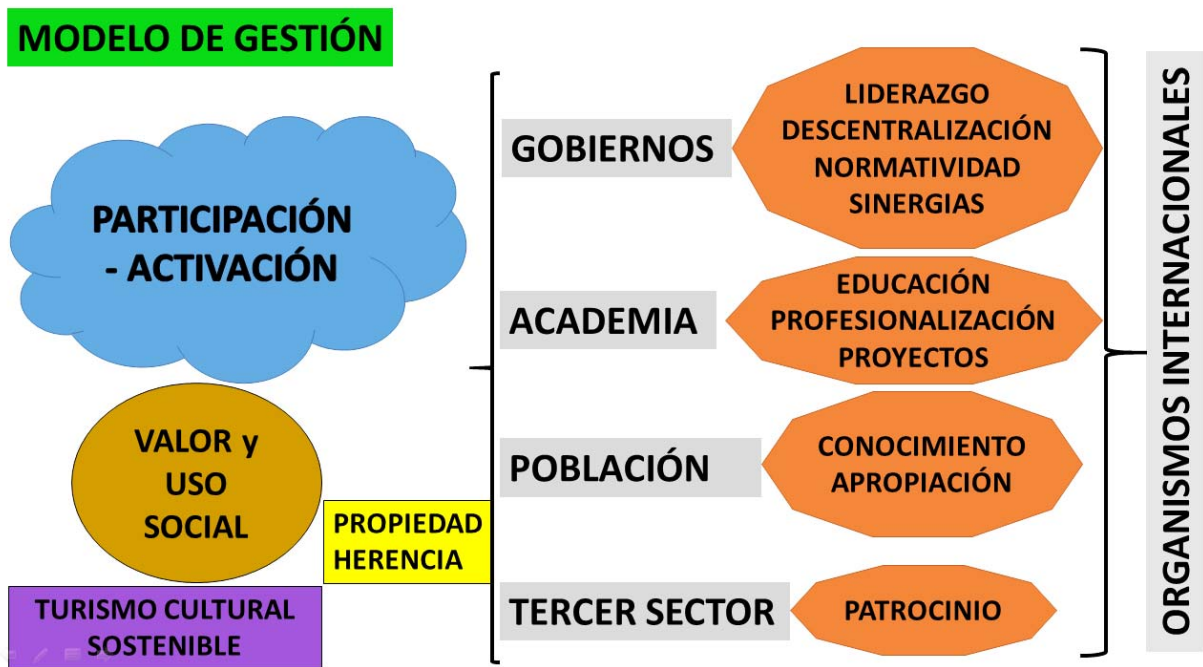 MODELO DE GESTIÓN
PARTICIPACIÓN
- ACTIVACIÓN
VALOR y
USO
SOCIAL
PROPIEDAD
HERENCIA
TURISMO CULTURAL
SOSTENIBLE
GOBIERNOS
LIDERAZGO
DESCENTRALIZACIÓN
NORMATIVIDAD
SINERGIAS
ACADEMIA
EDUCACIÓN
PROFESIONALIZACIÓN
PROYECTOS
POBLACIÓN
CONOCIMIENTO
APROPIACIÓN
TERCER SECTOR
PATROCINIO
ORGANISMOS INTERNACIONALES